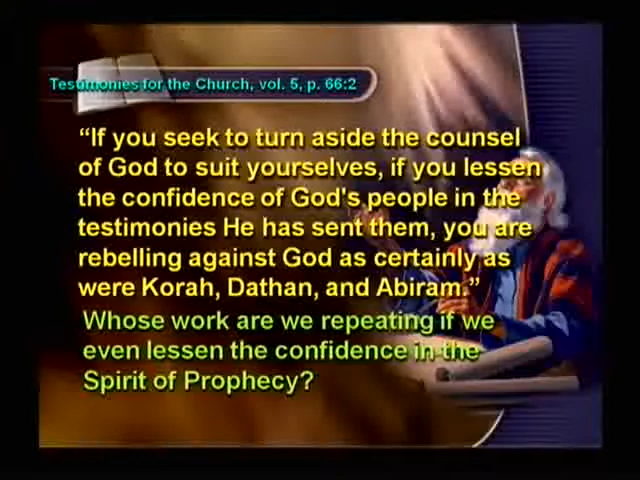 Testimonies for the Church, vol. 5, p. 66:2
“If you seek to turn aside the counsel
of God to suit yourselves, if you lessen
the confidence of God's people in the
testimonies He has sent them, you are
rebelling against God as certainly as
were Korah, Dathan, and Abiram.”
Whose work are we repeating if we
even lessen the confidence in the
Spirit of Prophecy?